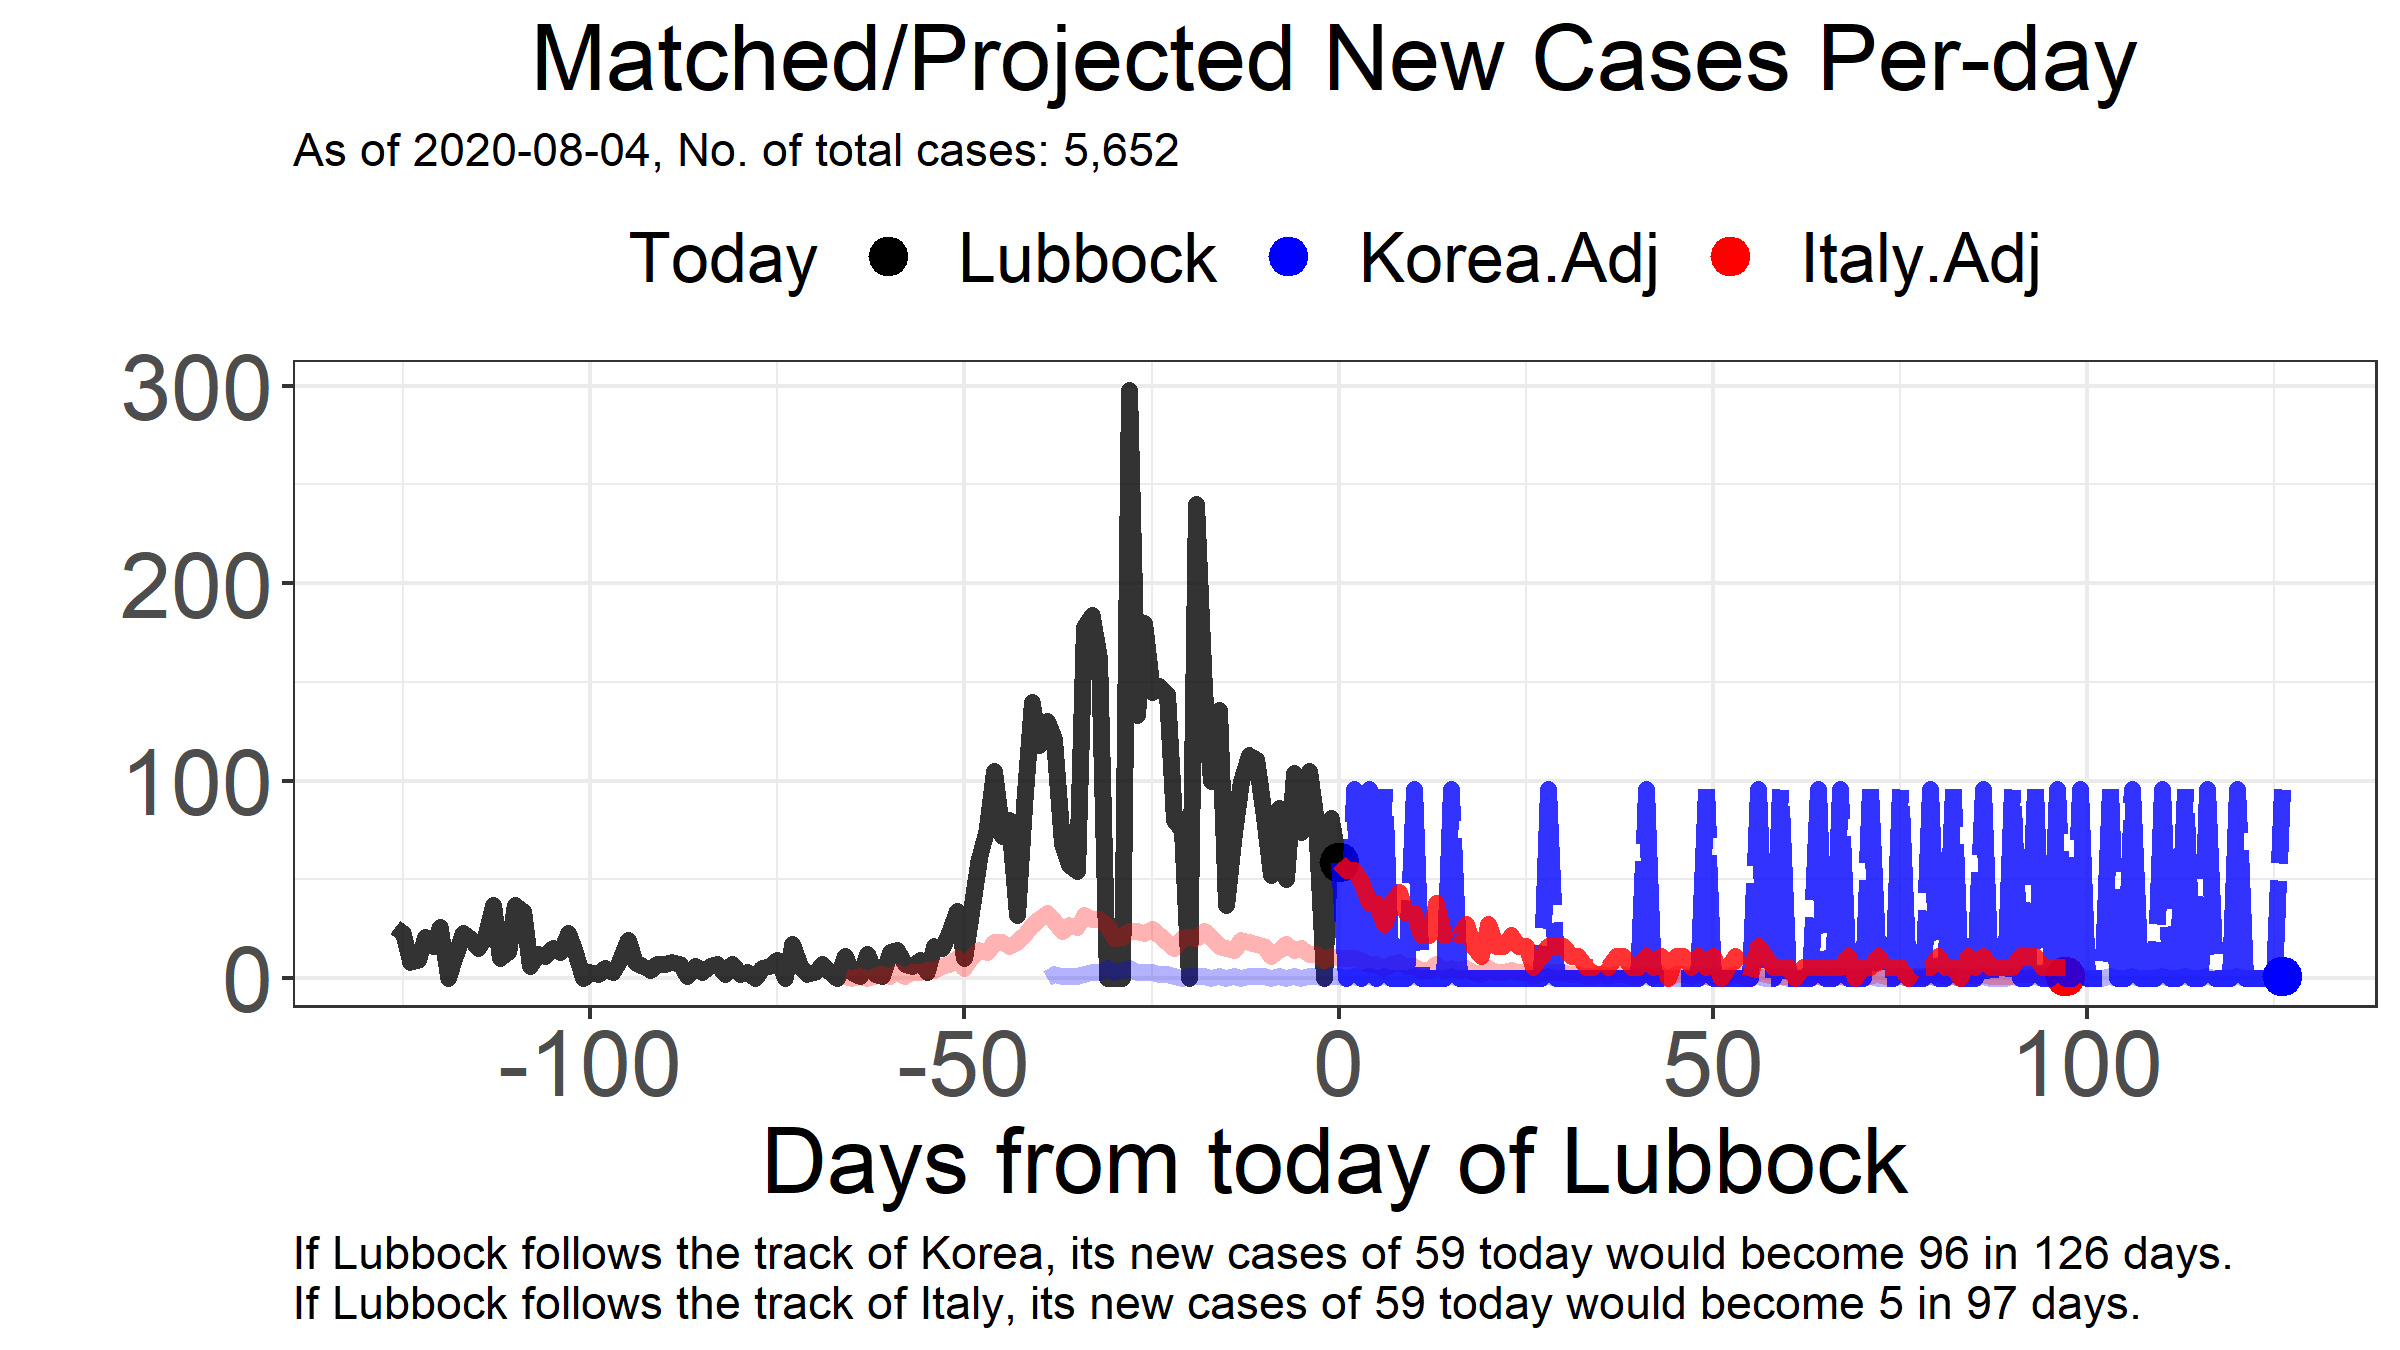 Matched/Projected New Cases Per-day
As of 2020-08-04, No. of total cases: 5,652
Today Lubbock Korea.Adj Italy.Adj
300
200
100
0
-100 -50 0 50 100
Days from today of Lubbock
If Lubbock follows the track of Korea, its new cases of 59 today would become 96 in 126 days.
If Lubbock follows the track of Italy, its new cases of 59 today would become 5 in 97 days.